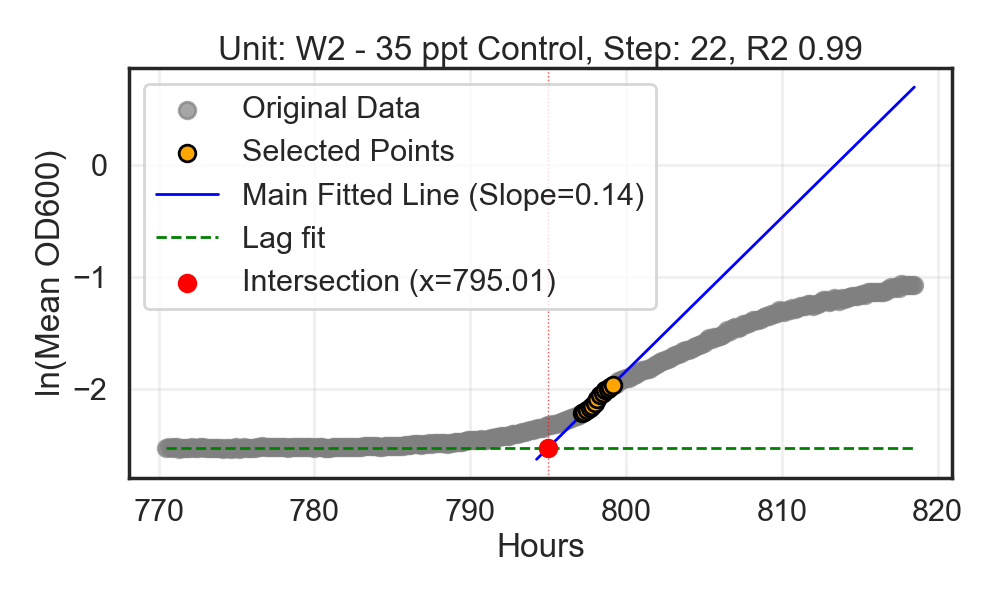 Unit: W2 - 35 ppt Control, Step: 22, R2 0.99
Original Data
Selected Points
Main Fitted Line (Slope=0.14)
Lag fit
Intersection (x=795.01)
ln(Mean OD600)
0
−1
−2
770 780 790 800 810 820
Hours